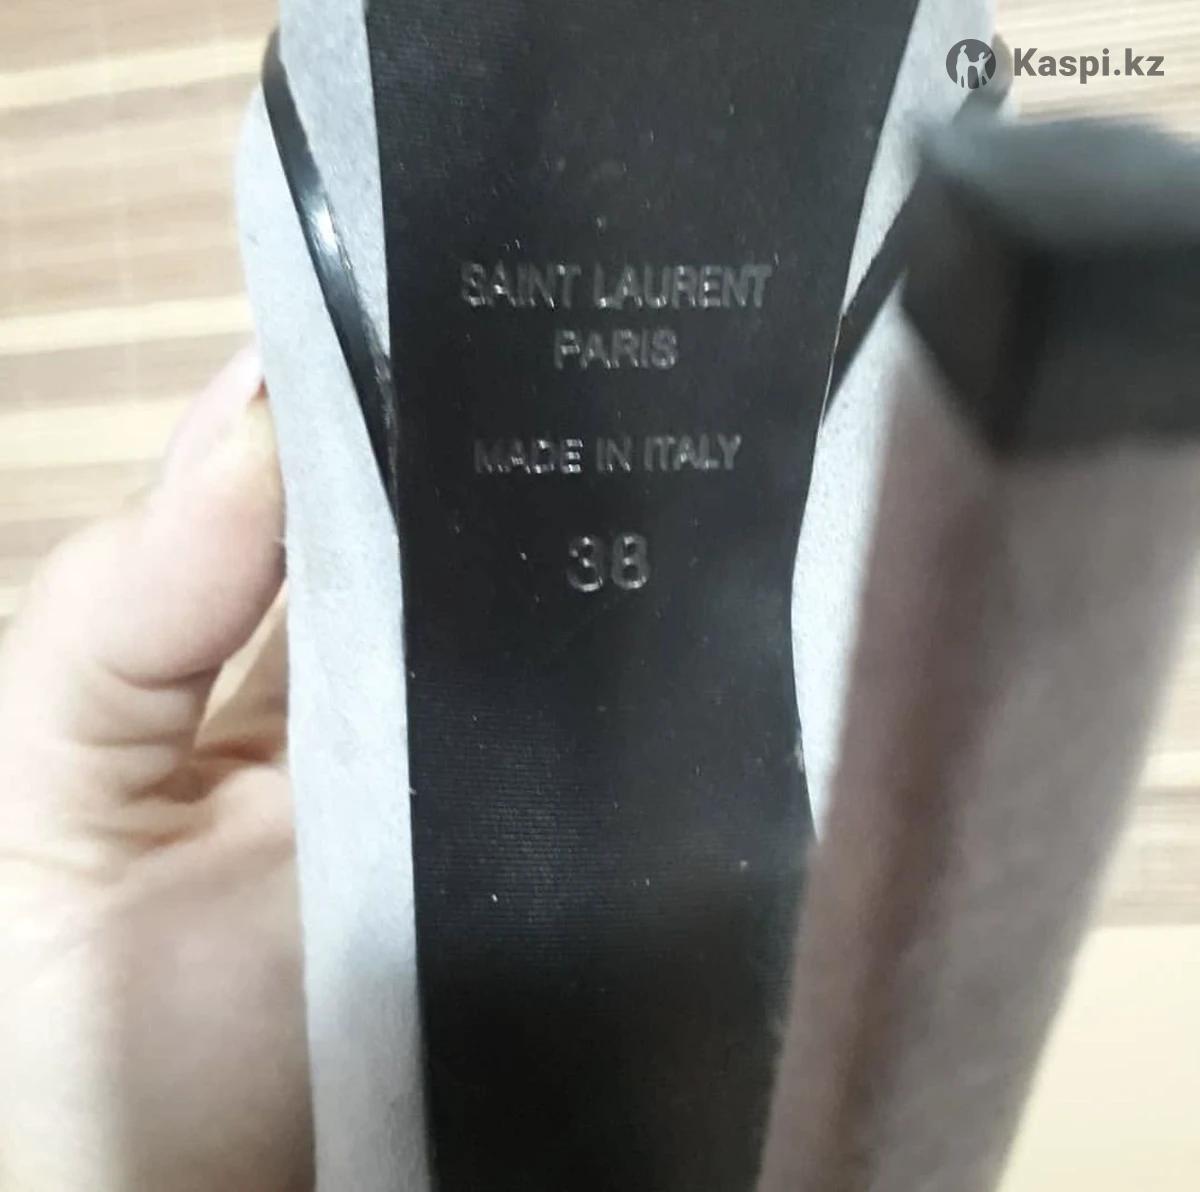 Kaspi.kz
SAINT LAURENT
PARIS
MADE IN ITALY
38